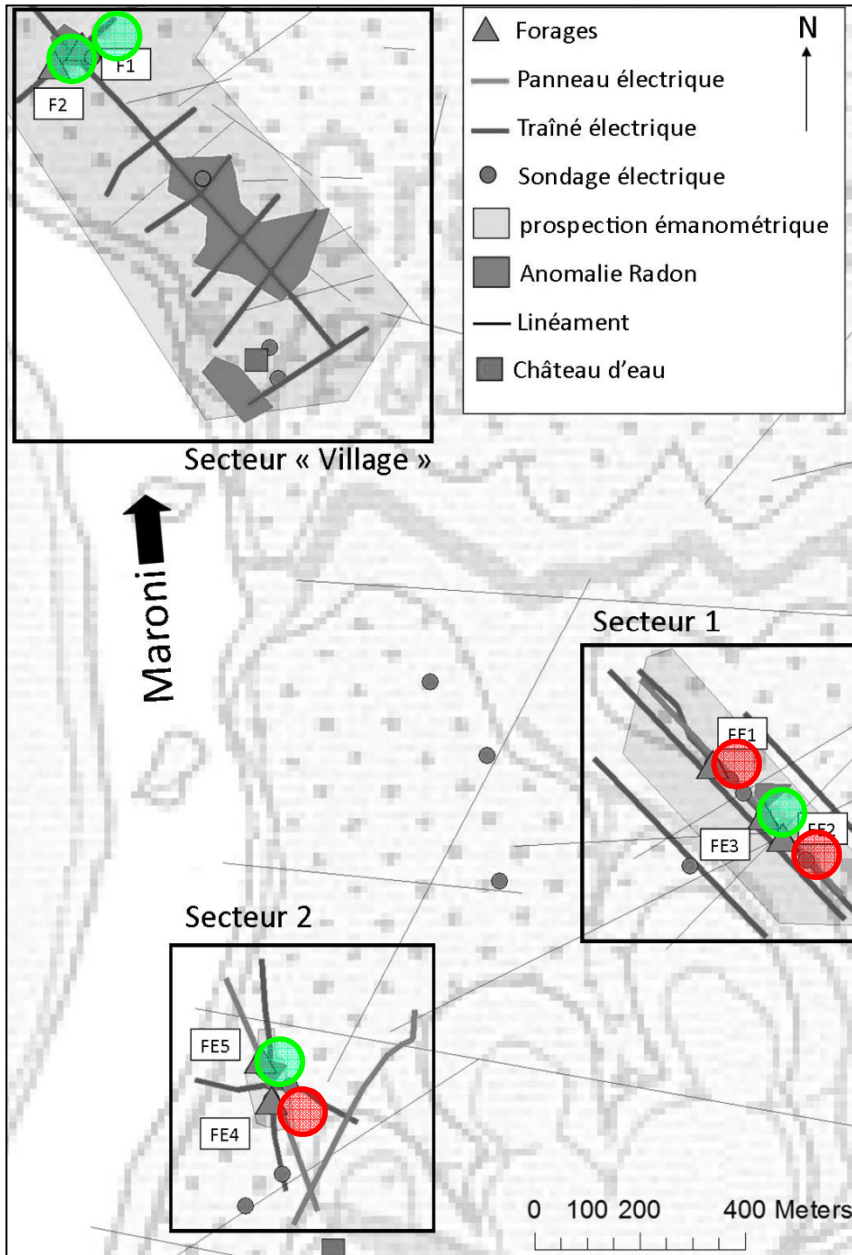 F1
F2
Forages
Panneau électrique
Traîné électrique
Sondage électrique
prospection émanométrique
Anomalie Radon
Linéament
Château d'eau
N
Secteur « Village »
Maroni
Secteur 1
FE1
FE2
FE3
Secteur 2
FE5
FE4
0 100 200 400 Meters